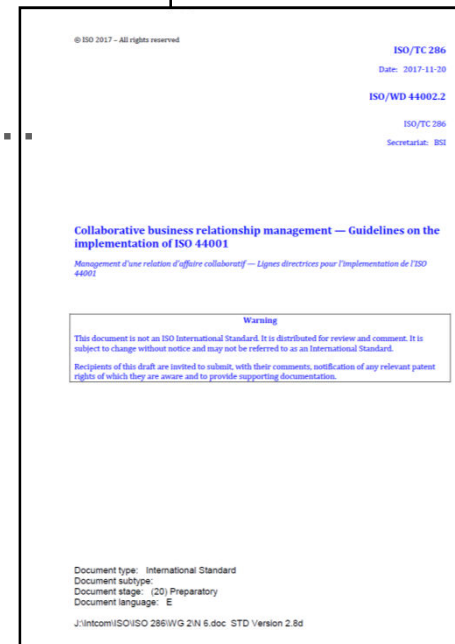 © ISO 2017 – All rights reserved
ISO/TC 286
Date: 2017-11-20
ISO/WD 44002.2
ISO/TC 286
Secretariat: BSI
Collaborative business relationship management — Guidelines on the
implementation of ISO 44001
Management d'une relation d'affaire collaboratif — Lignes directrices pour l'implementation de l'ISO
44001
Warning
This document is not an ISO International Standard. It is distributed for review and comment. It is
subject to change without notice and may not be referred to as an International Standard.
Recipients of this draft are invited to submit, with their comments, notification of any relevant patent
rights of which they are aware and to provide supporting documentation.
Document type: International Standard
Document subtype:
Document stage: (20) Preparatory
Document language: E
J:\Intcom\ISO\ISO 286\WG 2\N 6.doc STD Version 2.8d